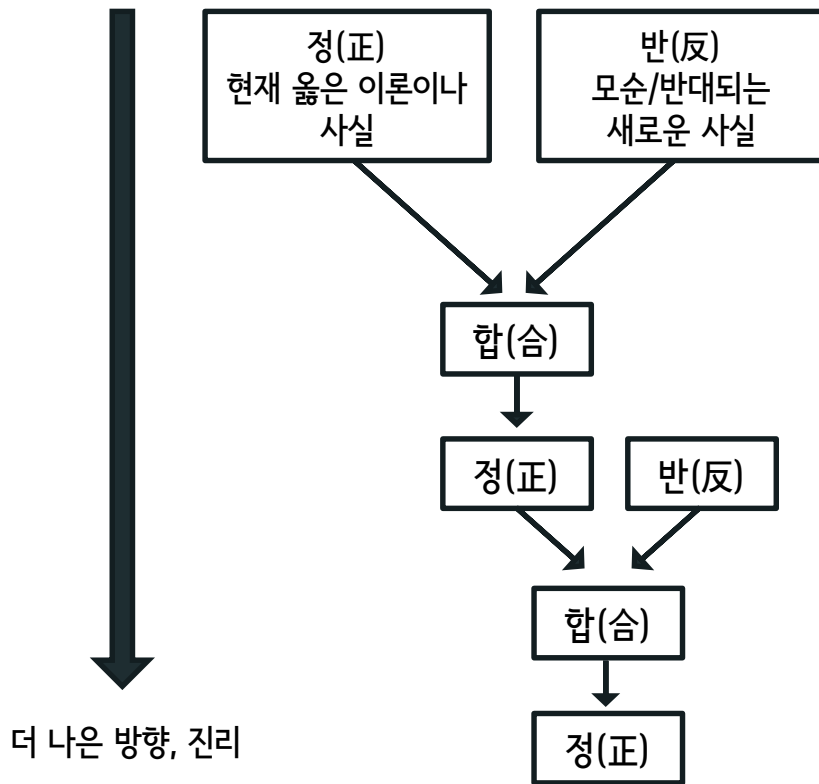 정(正)
현재 옳은 이론이나
사실
반(反)
모순/반대되는
새로운 사실
합(合)
정(正)
반(反)
합(合)
정(正)
더 나은 방향, 진리